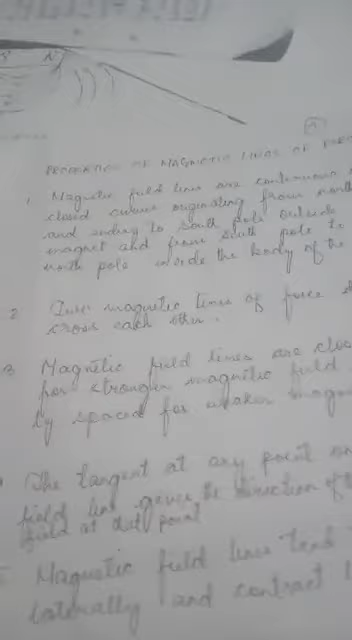 S N
PROPERTIES OF MAGNETIC LINES OF FORCE
1. Magnetic field lines are continuous
closed curves originating from north
and ending to south pole outside
magnet and from south pole to
north pole inside the body of the
2. Two magnetic lines of force
cross each other.
3 Magnetic field lines are clos
for stronger magnetic field
ly spaced for weaker magn
The tangent at any point on
field line gives the direction of th
field at that point
Magnetic field lines tend
laterally and contract l